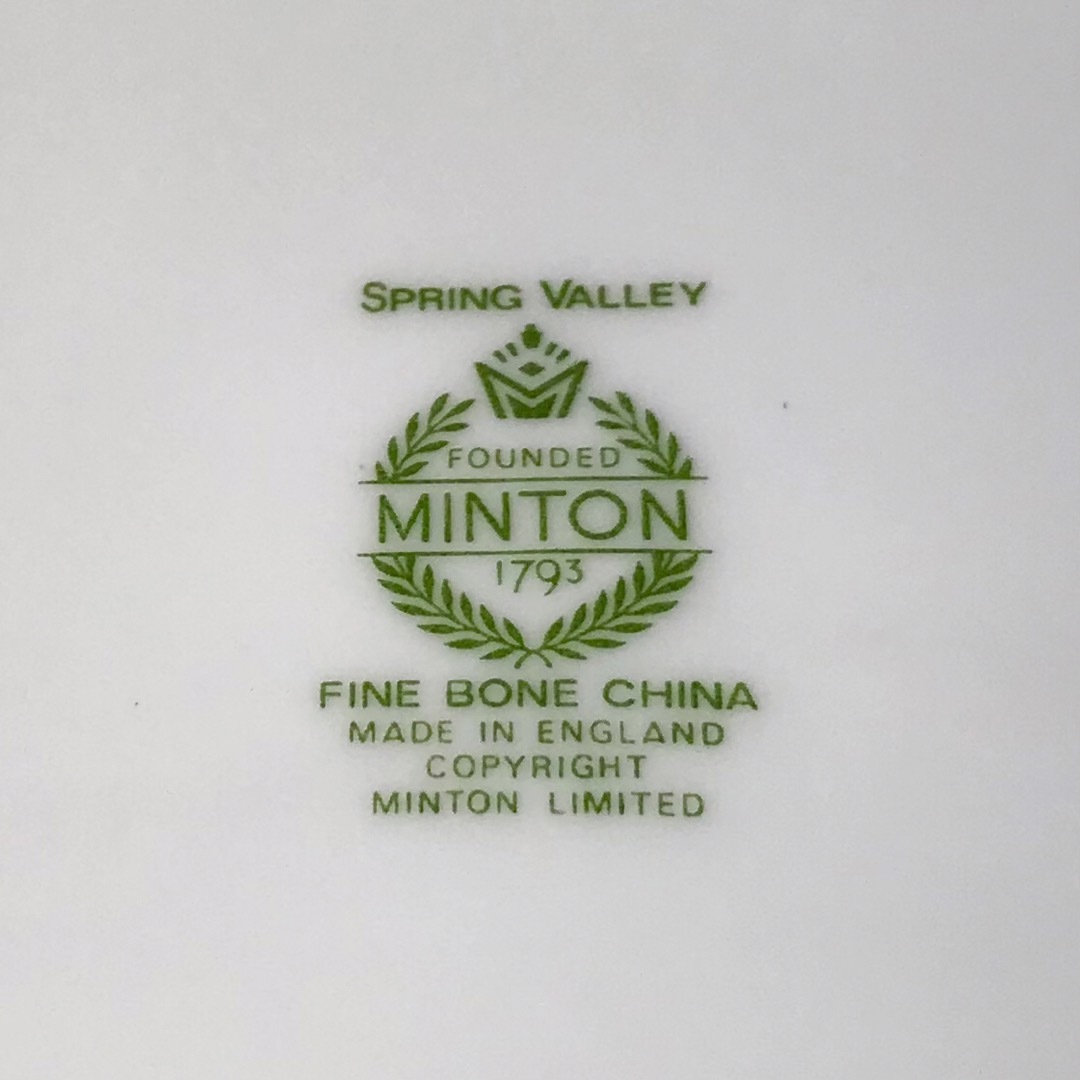 SPRING VALLEY
FOUNDED
MINTON
1793
FINE BONE CHINA
MADE IN ENGLAND
COPYRIGHT
MINTON LIMITED